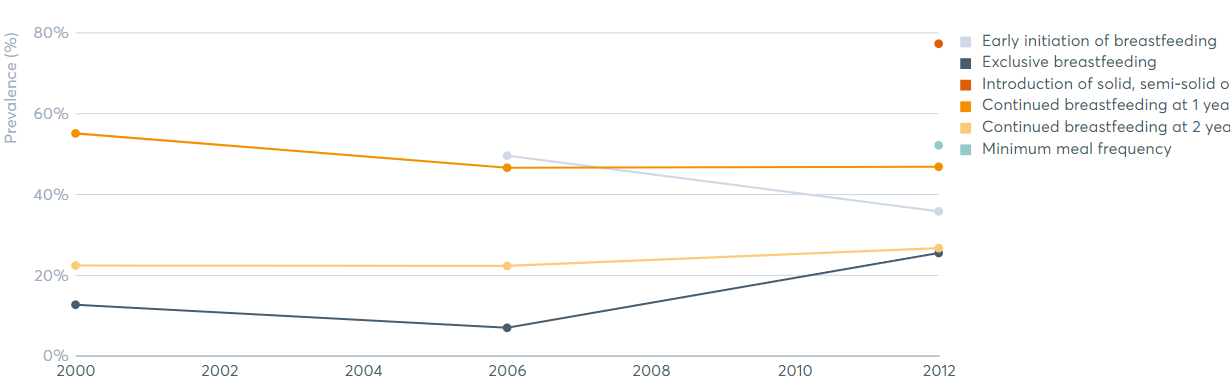 Prevalence (%)
80%
60%
40%
20%
0%
2000 2002 2004 2006 2008 2010 2012
Early initiation of breastfeeding
Exclusive breastfeeding
Introduction of solid, semi-solid o
Continued breastfeeding at 1 yea
Continued breastfeeding at 2 yea
Minimum meal frequency